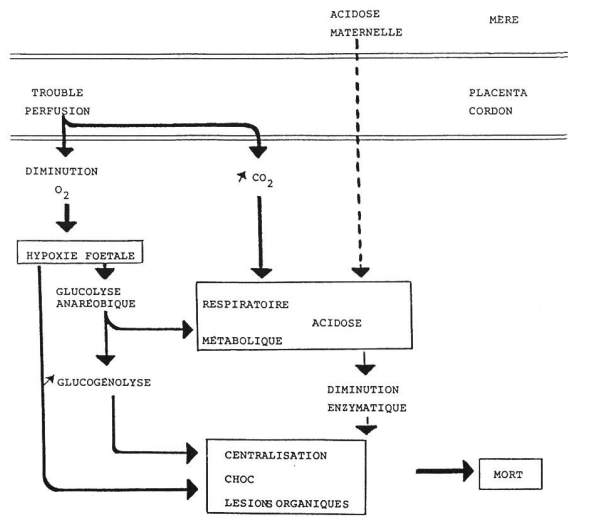 ACIDOSE
MATERNELLE
MÈRE
TROUBLE
PERFUSION
PLACENTA
CORDON
DIMINUTION
O2
↗ CO2
HYPOXIE FOETALE
GLUCOLYSE
ANARÉOBIQUE
RESPIRATOIRE
ACIDOSE
MÉTABOLIQUE
↗ GLUCOGÉNOLYSE
DIMINUTION
ENZYMATIQUE
CENTRALISATION
CHOC
LESIONS ORGANIQUES
MORT